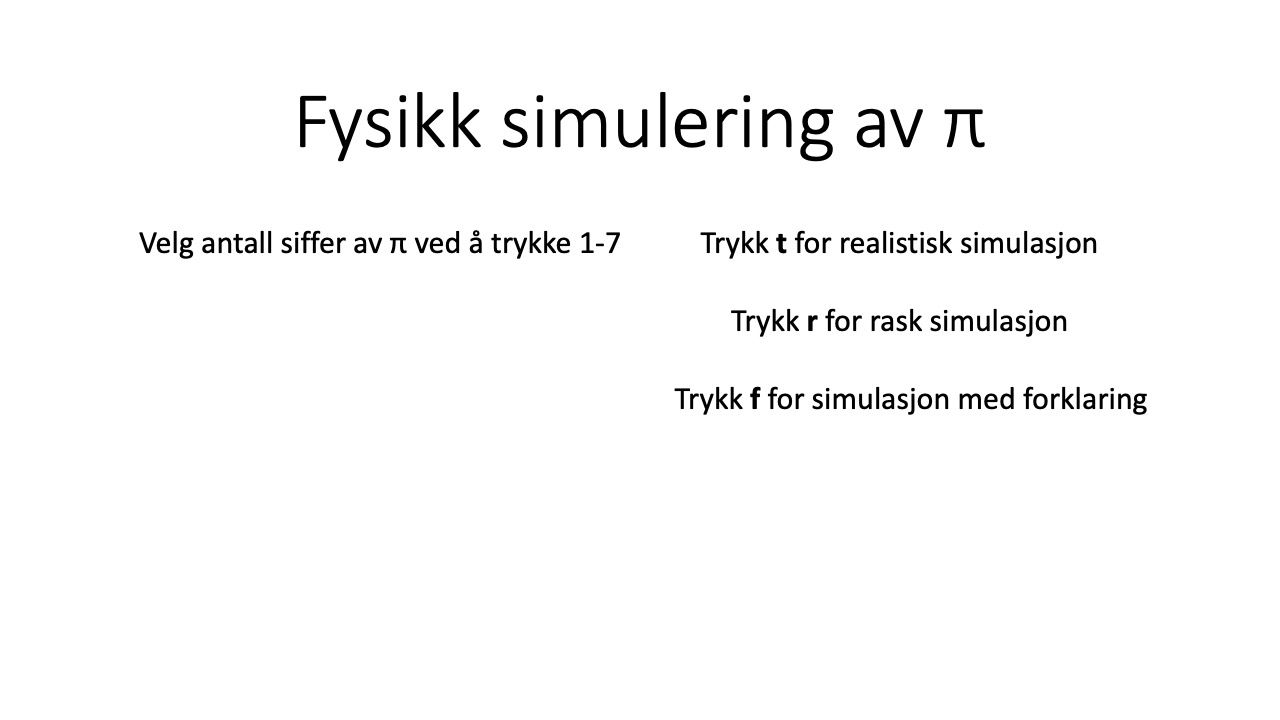 Fysikk simulering av π
Velg antall siffer av π ved å trykke 1-7
Trykk t for realistisk simulasjon
Trykk r for rask simulasjon
Trykk f for simulasjon med forklaring